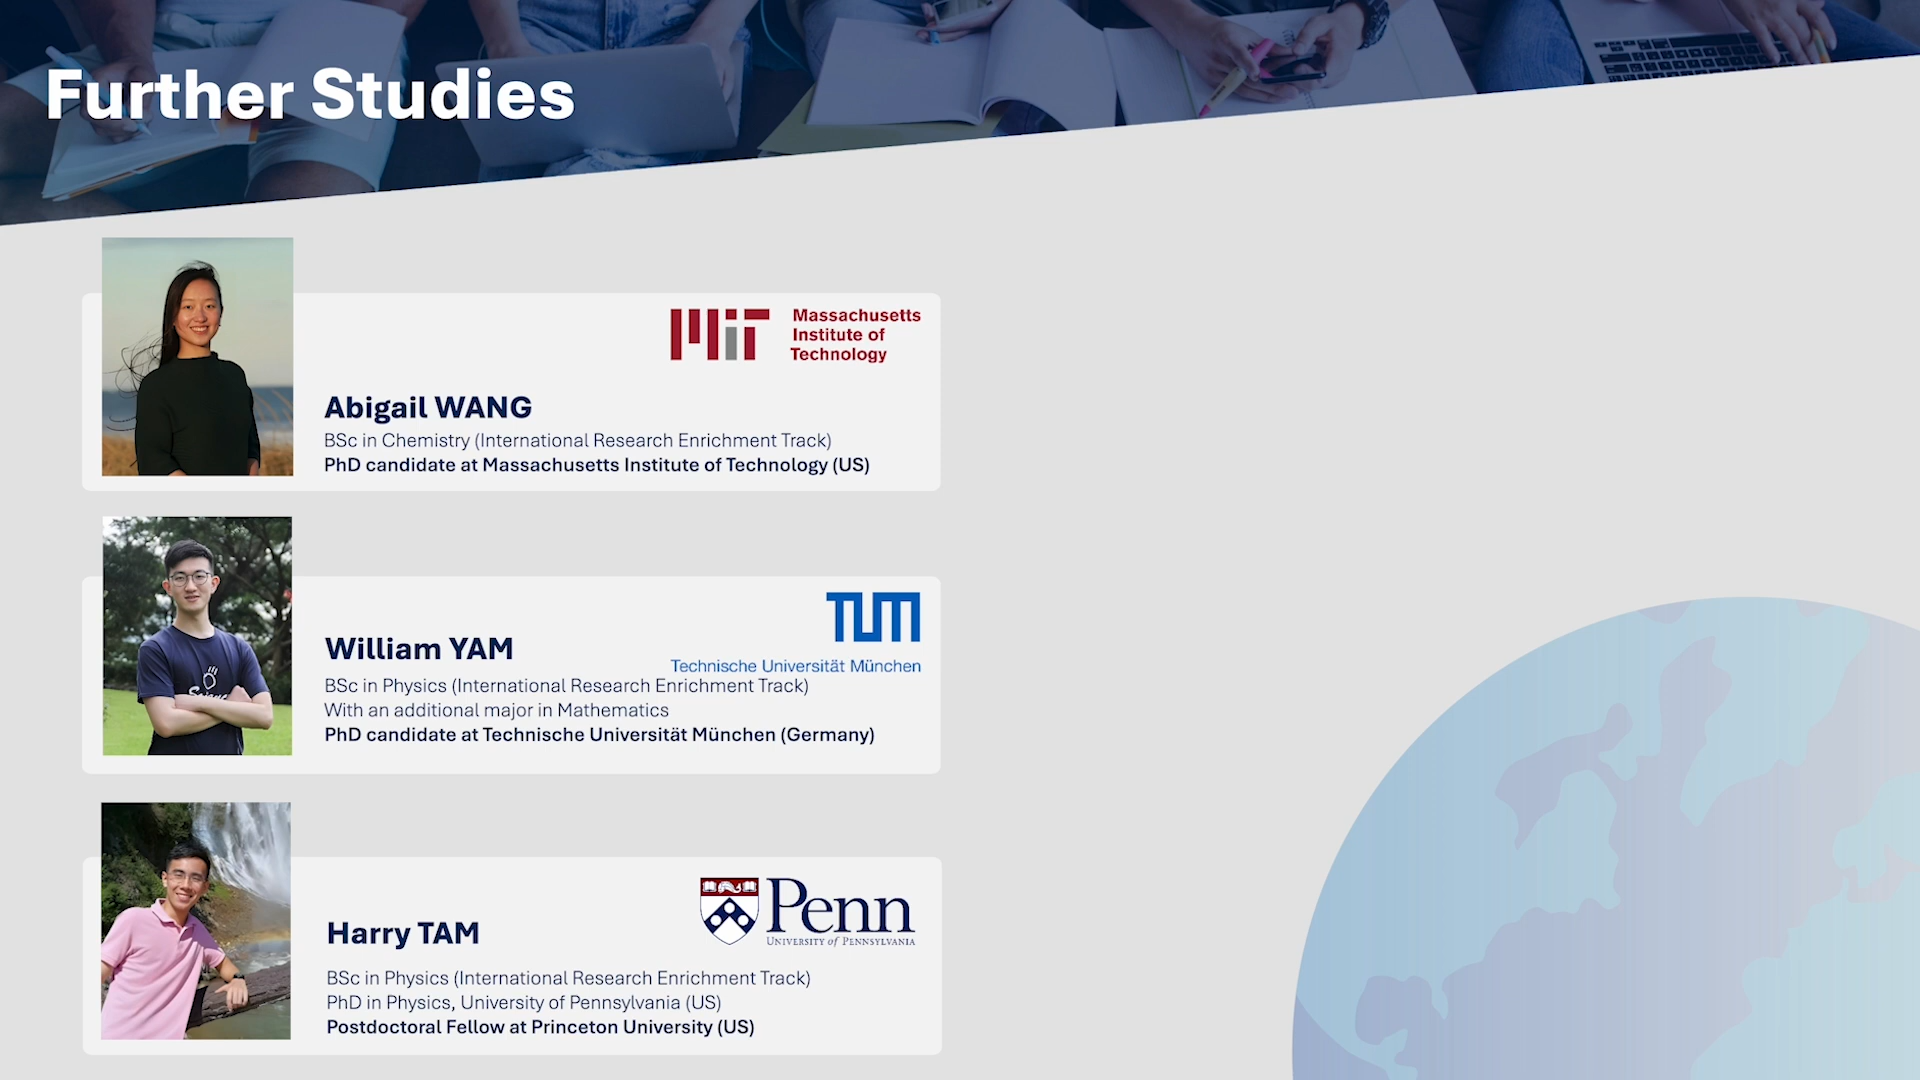 Further Studies
Massachusetts
Institute of
Technology
Abigail WANG
BSc in Chemistry (International Research Enrichment Track)
PhD candidate at Massachusetts Institute of Technology (US)
TUM
Technische Universität München
William YAM
BSc in Physics (International Research Enrichment Track)
With an additional major in Mathematics
PhD candidate at Technische Universität München (Germany)
Penn
UNIVERSITY of PENNSYLVANIA
Harry TAM
BSc in Physics (International Research Enrichment Track)
PhD in Physics, University of Pennsylvania (US)
Postdoctoral Fellow at Princeton University (US)